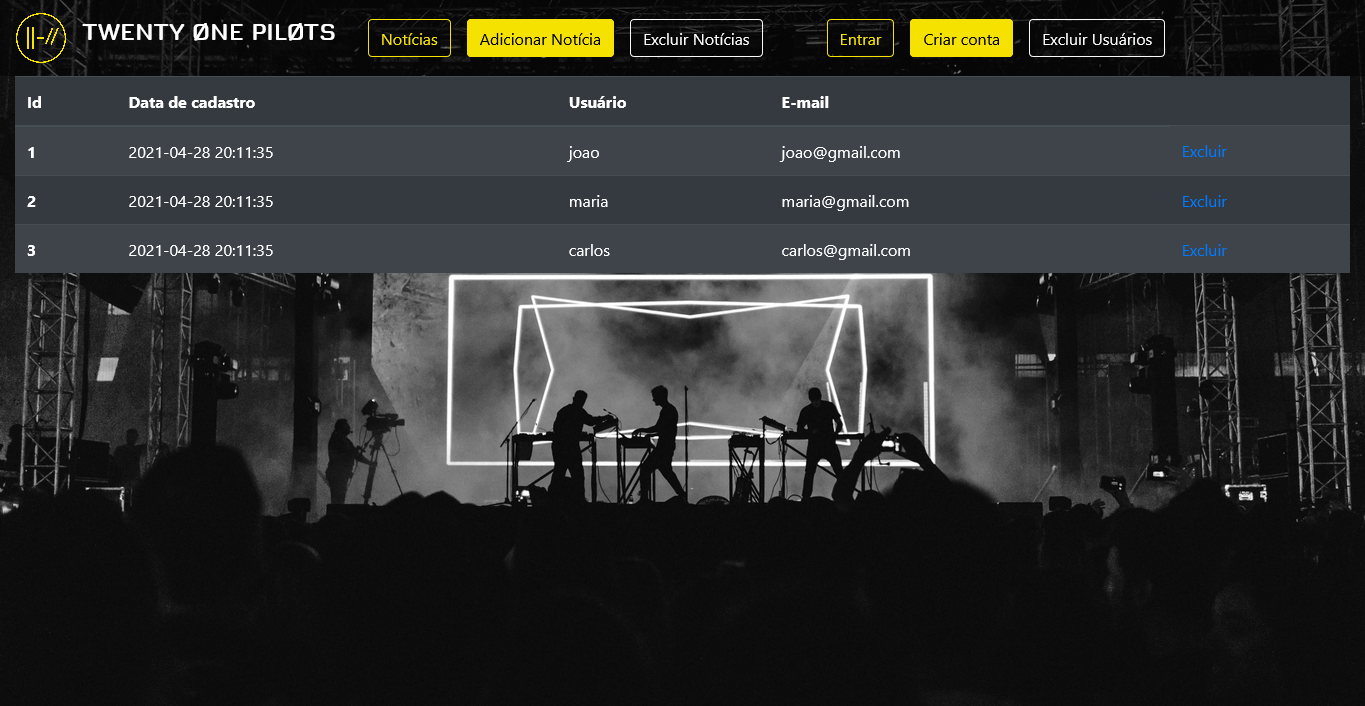 TWENTY ØNE PILØTS Notícias Adicionar Notícia Excluir Notícias Entrar Criar conta Excluir Usuários
Id Data de cadastro Usuário E-mail
1 2021-04-28 20:11:35 joao joao@gmail.com Excluir
2 2021-04-28 20:11:35 maria maria@gmail.com Excluir
3 2021-04-28 20:11:35 carlos carlos@gmail.com Excluir